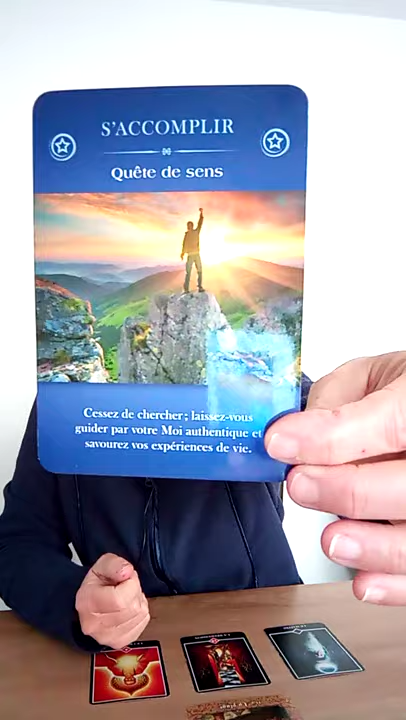 S'ACCOMPLIR
Quête de sens
Cessez de chercher ; laissez-vous
guider par votre Moi authentique et
savourez vos expériences de vie.